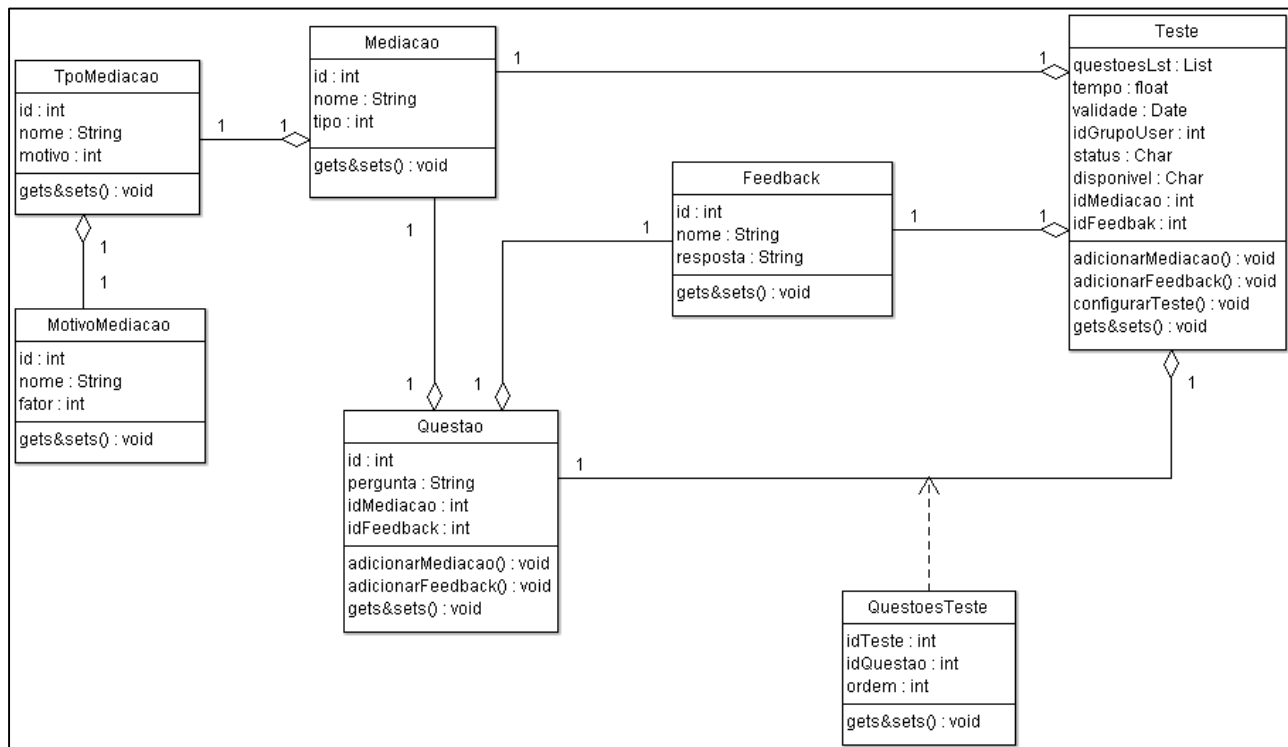 Mediacao
id : int
nome : String
tipo : int
gets&sets() : void
TpoMediacao
id : int
nome : String
motivo : int
gets&sets() : void
MotivoMediacao
id : int
nome : String
fator : int
gets&sets() : void
Feedback
id : int
nome : String
resposta : String
gets&sets() : void
Teste
questoesLst : List
tempo : float
validade : Date
idGrupoUser : int
status : Char
disponivel : Char
idMediacao : int
idFeedbak : int
adicionarMediacao() : void
adicionarFeedback() : void
configurarTeste() : void
gets&sets() : void
Questao
id : int
pergunta : String
idMediacao : int
idFeedback : int
adicionarMediacao() : void
adicionarFeedback() : void
gets&sets() : void
QuestoesTeste
idTeste : int
idQuestao : int
ordem : int
gets&sets() : void
1
1
1
1
1
1
1
1
1
1
1
1
1
1